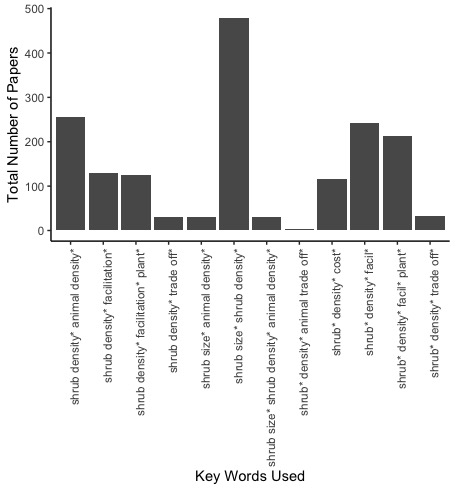 Total Number of Papers
500
400
300
200
100
0
shrub density* animal density*
shrub density* facilitation*
shrub density* facilitation* plant*
shrub density* trade off*
shrub size* animal density*
shrub size* shrub density*
shrub size* shrub density* animal density*
shrub* density* animal trade off*
shrub* density* cost*
shrub* density* facil*
shrub* density* facil* plant*
shrub* density* trade off*
Key Words Used